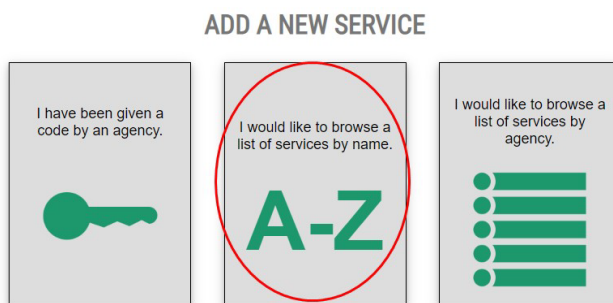 ADD A NEW SERVICE
I have been given a
code by an agency.
I would like to browse a
list of services by name.
A-Z
I would like to browse a
list of services by
agency.